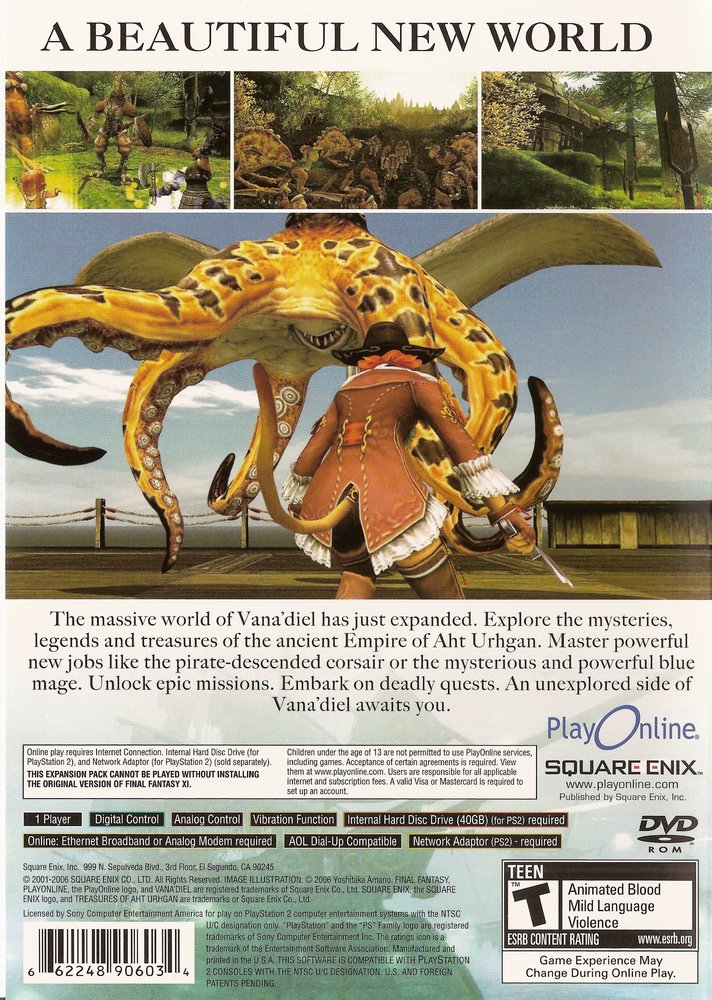 A BEAUTIFUL NEW WORLD
The massive world of Vana'diel has just expanded. Explore the mysteries,
legends and treasures of the ancient Empire of Aht Urhgan. Master powerful
new jobs like the pirate-descended corsair or the mysterious and powerful blue
mage. Unlock epic missions. Embark on deadly quests. An unexplored side of
Vana'diel awaits you.
PlayOnline®
Online play requires Internet Connection. Internal Hard Disc Drive (for
PlayStation 2), and Network Adaptor (for PlayStation 2) (sold separately).
THIS EXPANSION PACK CANNOT BE PLAYED WITHOUT INSTALLING
THE ORIGINAL VERSION OF FINAL FANTASY XI.
Children under the age of 13 are not permitted to use PlayOnline services,
including games. Acceptance of certain agreements is required. View
them at www.playonline.com. Users are responsible for all applicable
internet and subscription fees. A valid Visa or Mastercard is required to
set up an account.
SQUARE ENIX™
www.playonline.com
Published by Square Enix, Inc.
1 Player
Digital Control
Analog Control
Vibration Function
Internal Hard Disc Drive (40GB) (for PS2) required
Online: Ethernet Broadband or Analog Modem required
AOL Dial-Up Compatible
Network Adaptor (PS2) - required
DVD
ROM
Square Enix, Inc. 999 N. Sepulveda Blvd., 3rd Floor, El Segundo, CA 90245
© 2001-2006 SQUARE ENIX CO., LTD. All Rights Reserved. IMAGE ILLUSTRATION: © 2006 Yoshitaka Amano. FINAL FANTASY,
PLAYONLINE, the PlayOnline logo, and VANA'DIEL are registered trademarks of Square Enix Co., Ltd. SQUARE ENIX, the SQUARE
ENIX logo, and TREASURES OF AHT URHGAN are trademarks or Square Enix Co., Ltd.
Licensed by Sony Computer Entertainment America for play on PlayStation 2 computer entertainment systems with the NTSC
U/C designation only. "PlayStation" and the "PS" Family logo are registered
trademarks of Sony Computer Entertainment Inc. The ratings icon is a
trademark of the Entertainment Software Association. Manufactured and
printed in the U.S.A. THIS SOFTWARE IS COMPATIBLE WITH PLAYSTATION
2 CONSOLES WITH THE NTSC U/C DESIGNATION. U.S. AND FOREIGN
PATENTS PENDING.
6 62248 90603 4
TEEN
T™
Animated Blood
Mild Language
Violence
ESRB CONTENT RATING www.esrb.org
Game Experience May
Change During Online Play.